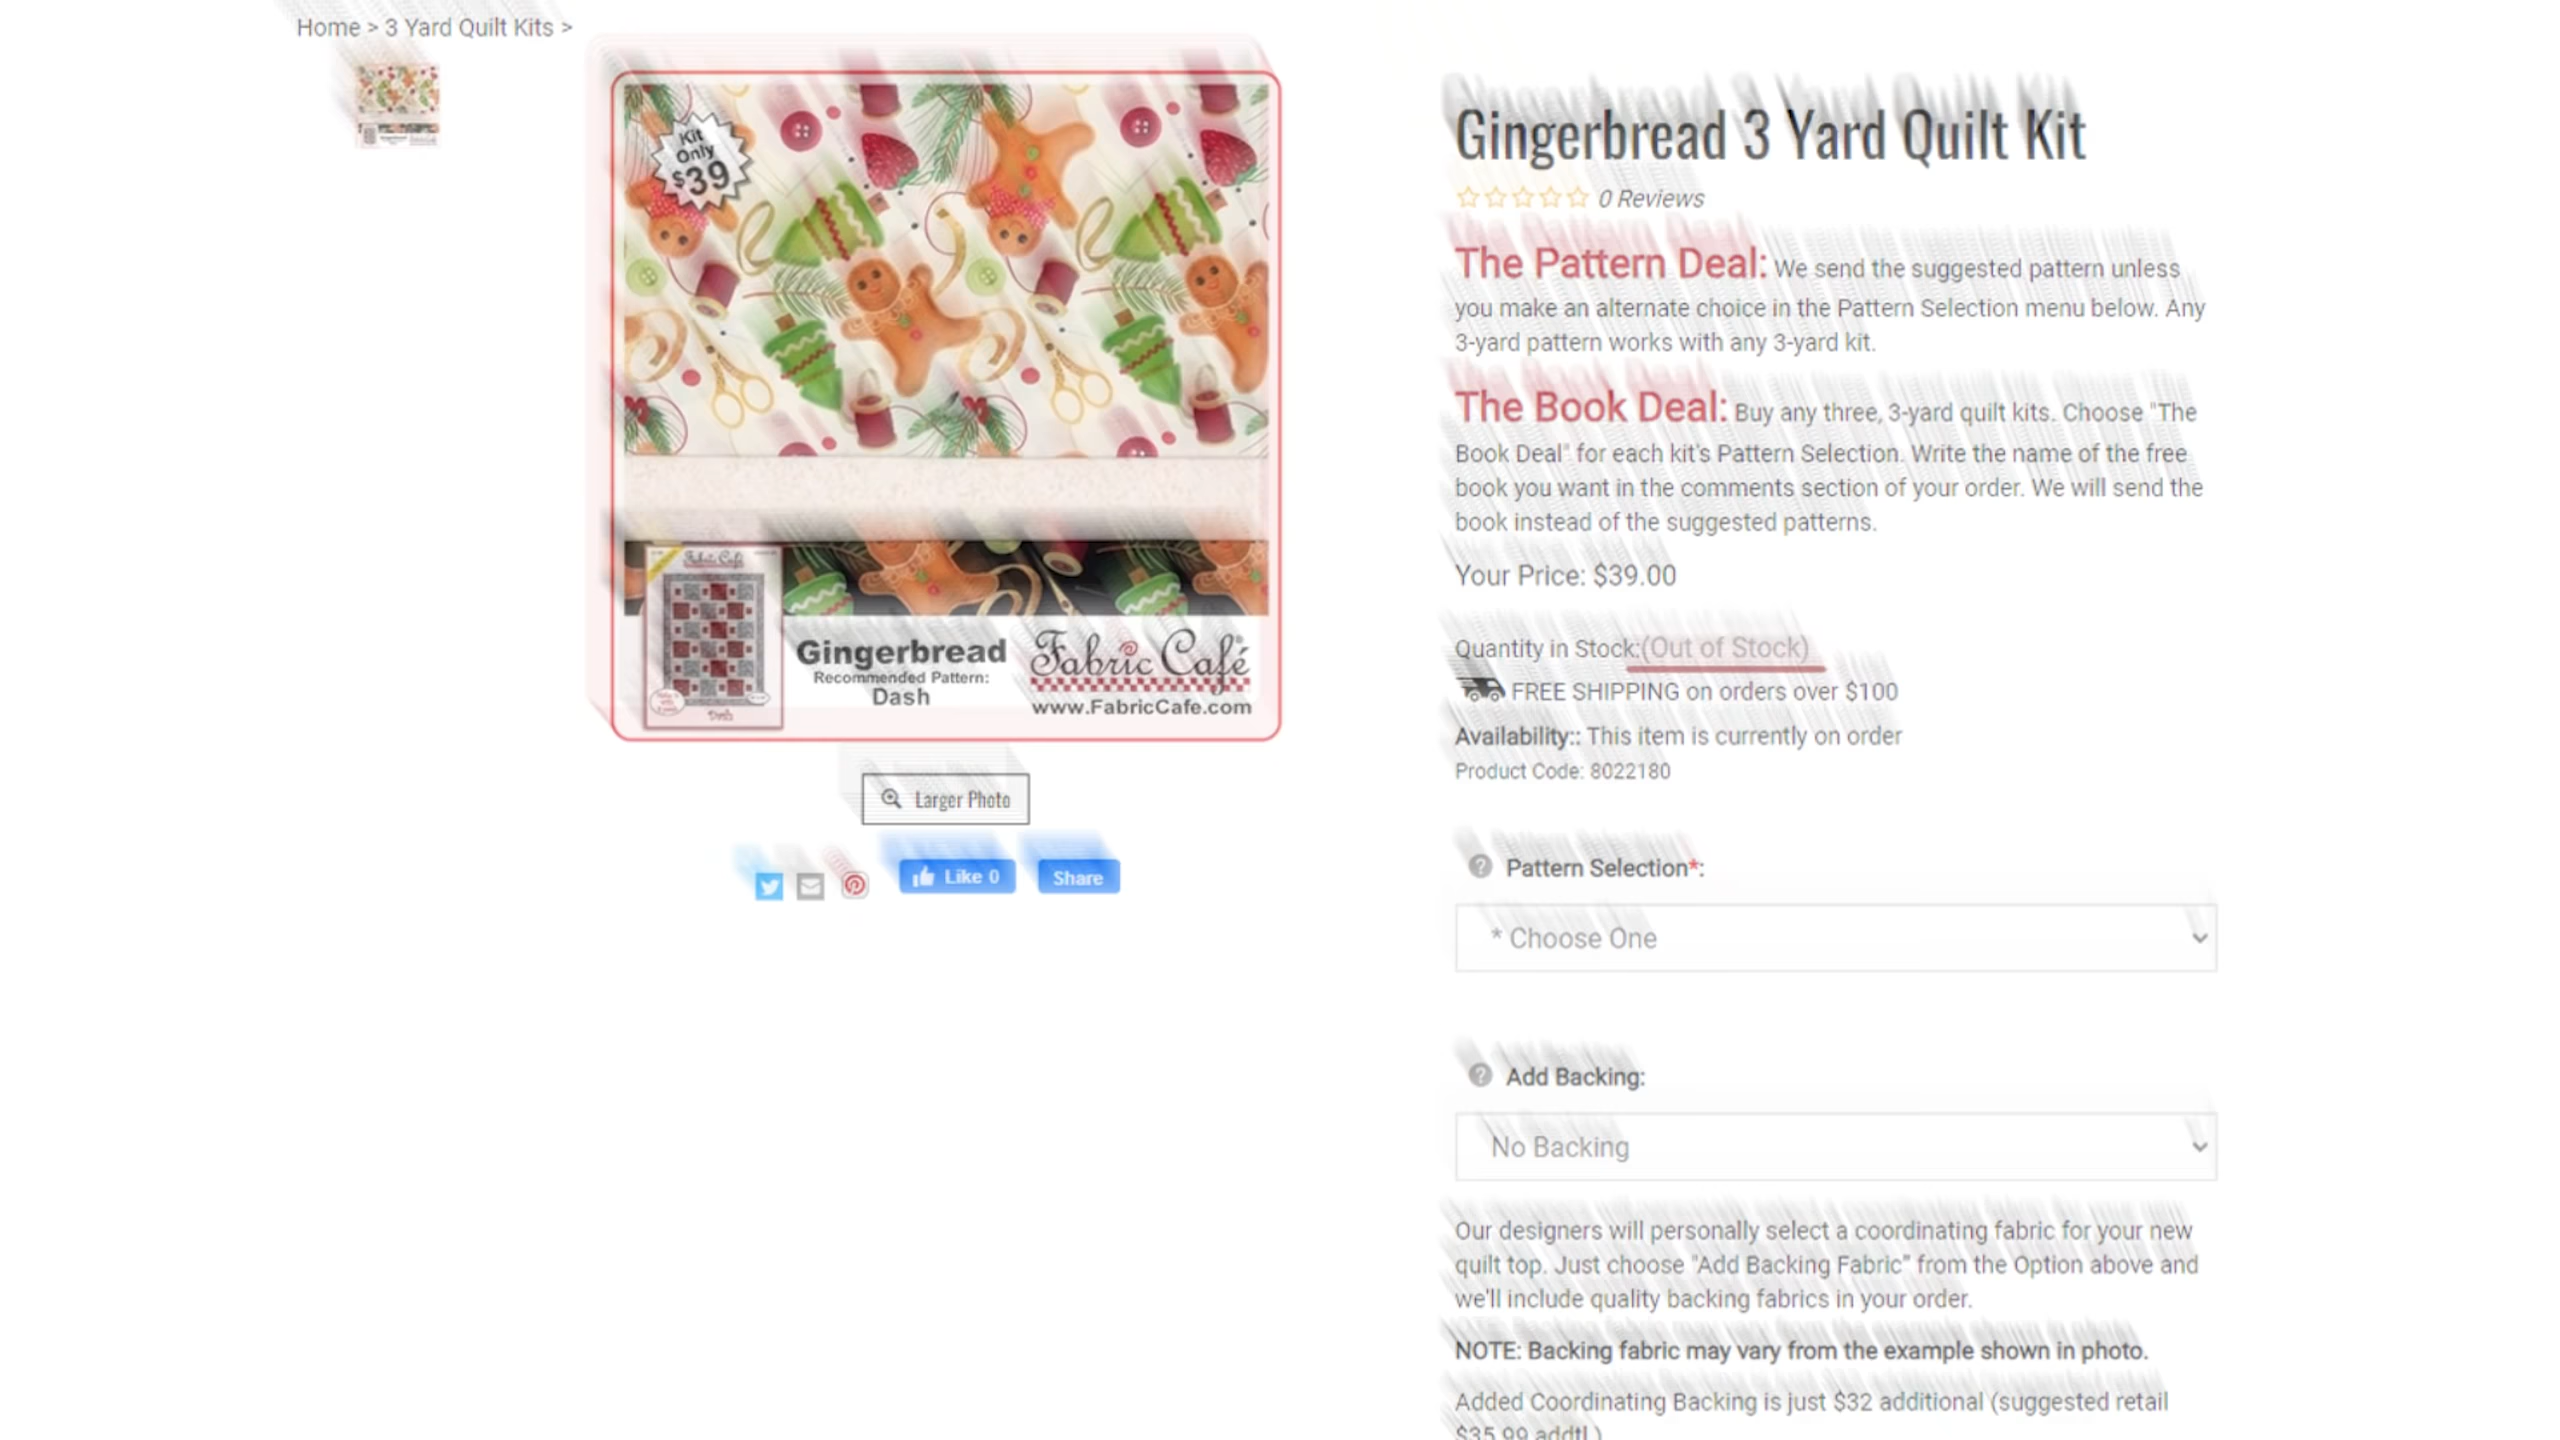 Home > 3 Yard Quilt Kits >
Kit
Only
$39
Fabric Café
Dash
Gingerbread
Recommended Pattern:
Dash
Fabric Café®
www.FabricCafe.com
Larger Photo
Like 0
Share
Gingerbread 3 Yard Quilt Kit
0 Reviews
The Pattern Deal: We send the suggested pattern unless
you make an alternate choice in the Pattern Selection menu below. Any
3-yard pattern works with any 3-yard kit.
The Book Deal: Buy any three, 3-yard quilt kits. Choose "The
Book Deal" for each kit's Pattern Selection. Write the name of the free
book you want in the comments section of your order. We will send the
book instead of the suggested patterns.
Your Price: $39.00
Quantity in Stock:(Out of Stock)
FREE SHIPPING on orders over $100
Availability:: This item is currently on order
Product Code: 8022180
? Pattern Selection*:
* Choose One
? Add Backing:
No Backing
Our designers will personally select a coordinating fabric for your new
quilt top. Just choose "Add Backing Fabric" from the Option above and
we'll include quality backing fabrics in your order.
NOTE: Backing fabric may vary from the example shown in photo.
Added Coordinating Backing is just $32 additional (suggested retail
$35.99 addtl.)